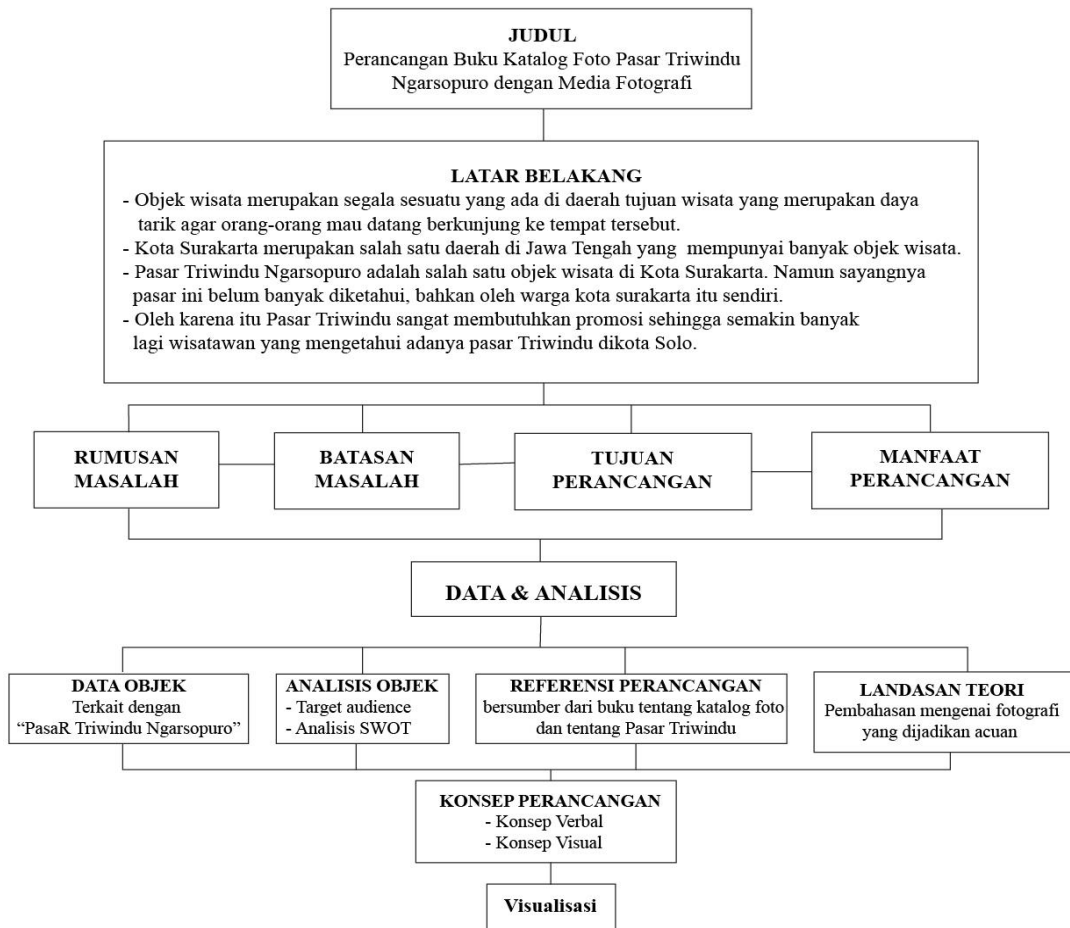 JUDUL
Perancangan Buku Katalog Foto Pasar Triwindu
Ngarsopuro dengan Media Fotografi
LATAR BELAKANG
- Objek wisata merupakan segala sesuatu yang ada di daerah tujuan wisata yang merupakan daya
tarik agar orang-orang mau datang berkunjung ke tempat tersebut.
- Kota Surakarta merupakan salah satu daerah di Jawa Tengah yang mempunyai banyak objek wisata.
- Pasar Triwindu Ngarsopuro adalah salah satu objek wisata di Kota Surakarta. Namun sayangnya
pasar ini belum banyak diketahui, bahkan oleh warga kota surakarta itu sendiri.
- Oleh karena itu Pasar Triwindu sangat membutuhkan promosi sehingga semakin banyak
lagi wisatawan yang mengetahui adanya pasar Triwindu dikota Solo.
RUMUSAN
MASALAH
BATASAN
MASALAH
TUJUAN
PERANCANGAN
MANFAAT
PERANCANGAN
DATA & ANALISIS
DATA OBJEK
Terkait dengan
“PasaR Triwindu Ngarsopuro”
ANALISIS OBJEK
- Target audience
- Analisis SWOT
REFERENSI PERANCANGAN
bersumber dari buku tentang katalog foto
dan tentang Pasar Triwindu
LANDASAN TEORI
Pembahasan mengenai fotografi
yang dijadikan acuan
KONSEP PERANCANGAN
- Konsep Verbal
- Konsep Visual
Visualisasi